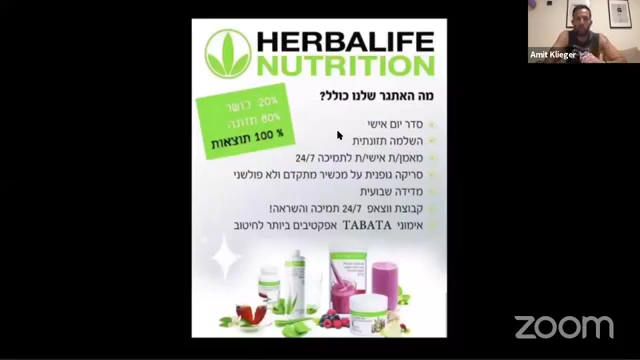 HERBALIFE
NUTRITION
מה האתגר שלנו כולל?
20% כושר
80% תזונה
100% תוצאות
סדר יום אישי
השלמה תזונתית
מאמן/ת אישי/ת לתמיכה 24/7
סריקה גופנית על מכשיר מתקדם ולא פולשני
מדידה שבועית
קבוצת ווצאפ 24/7 תמיכה והשראה!
אימוני TABATA אפקטיבים ביותר לחיטוב
Amit Klieger
zoom